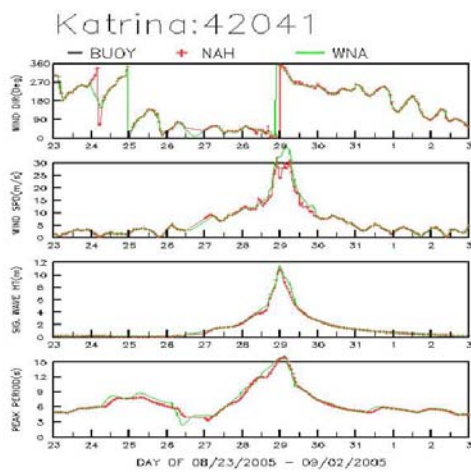 Katrina:42041
BUOY NAH WNA
WIND DIR(Deg)
360
270
180
90
0
23 24 25 26 27 28 29 30 31 1 2 3
WIND SPD(m/s)
30
25
20
15
10
5
0
23 24 25 26 27 28 29 30 31 1 2 3
SIG. WAVE HT(m)
12
10
8
6
4
2
0
23 24 25 26 27 28 29 30 31 1 2 3
PEAK PERIOD(s)
15
12
9
6
3
0
23 24 25 26 27 28 29 30 31 1 2 3
DAY OF 08/23/2005 - 09/02/2005